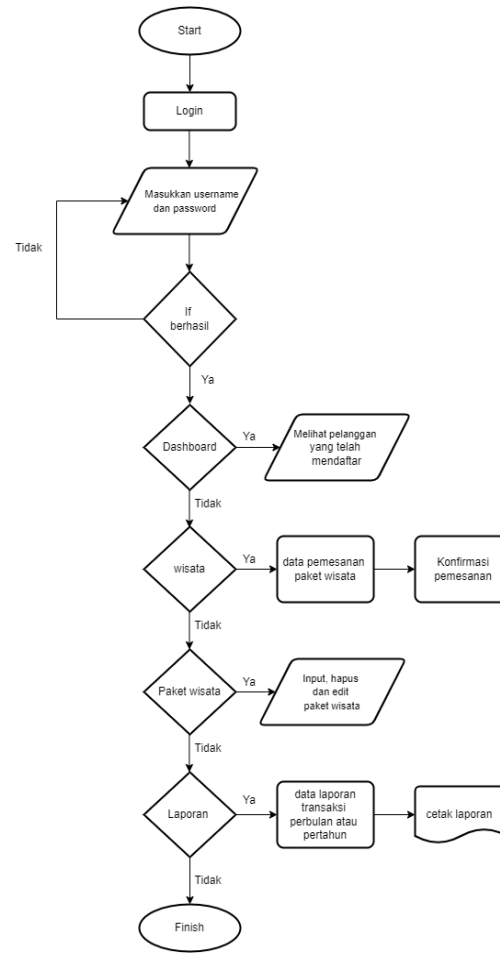 Start
Login
Masukkan username
dan password
Tidak
If
berhasil
Ya
Dashboard
Ya
Melihat pelanggan
yang telah
mendaftar
Tidak
wisata
Ya
data pemesanan
paket wisata
Konfirmasi
pemesanan
Tidak
Paket wisata
Ya
Input, hapus
dan edit
paket wisata
Tidak
Laporan
Ya
data laporan
transaksi
perbulan atau
pertahun
cetak laporan
Tidak
Finish